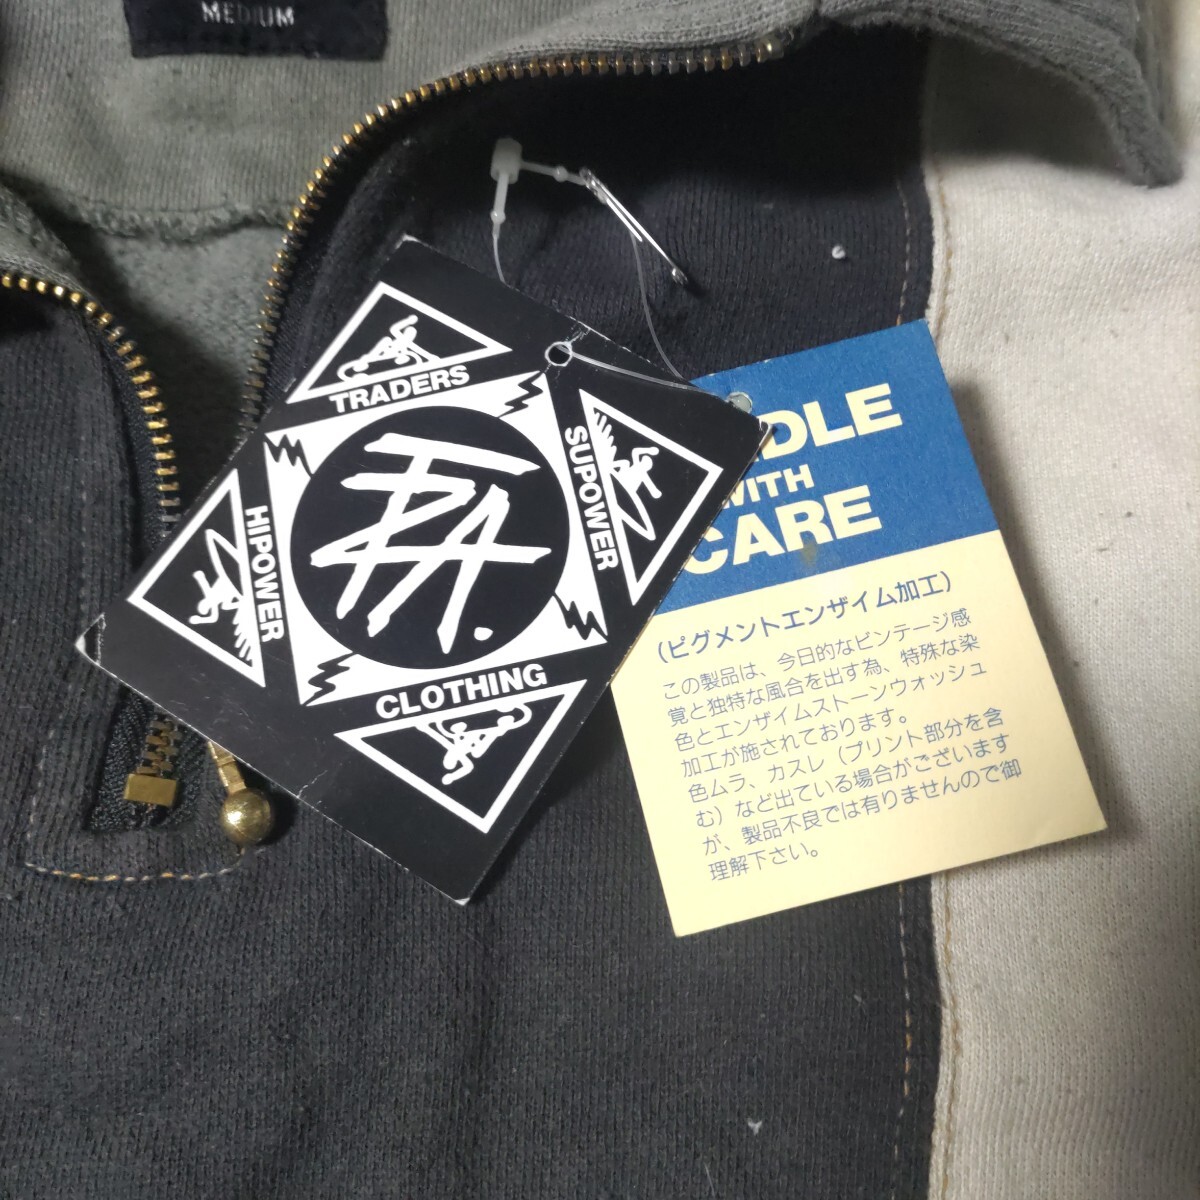 MEDIUM
TRADERS
SUPOWER
HIPOWER
CLOTHING
DLE
WITH
CARE
(ピグメントエンザイム加工)
この製品は、今日的なビンテージ感
覚と独特な風合を出す為、特殊な染
色とエンザイムストーンウォッシュ
加工が施されております。
色ムラ、カスレ(プリント部分を含
む)など出ている場合がございます
が、製品不良では有りませんので御
理解下さい。